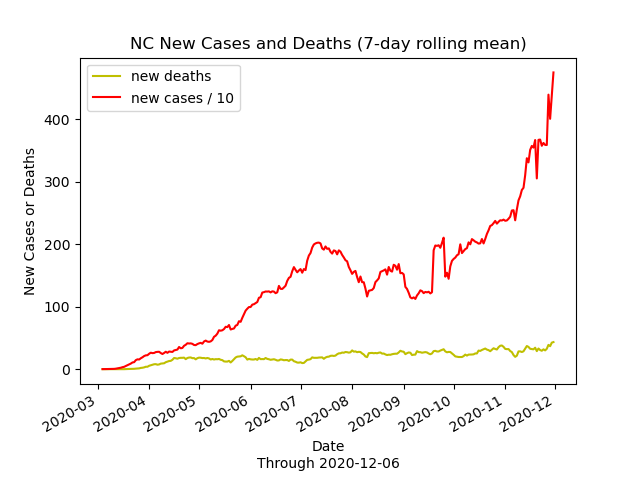 NC New Cases and Deaths (7-day rolling mean)
new deaths
new cases / 10
New Cases or Deaths
400
300
200
100
0
2020-03
2020-04
2020-05
2020-06
2020-07
2020-08
2020-09
2020-10
2020-11
2020-12
Date
Through 2020-12-06